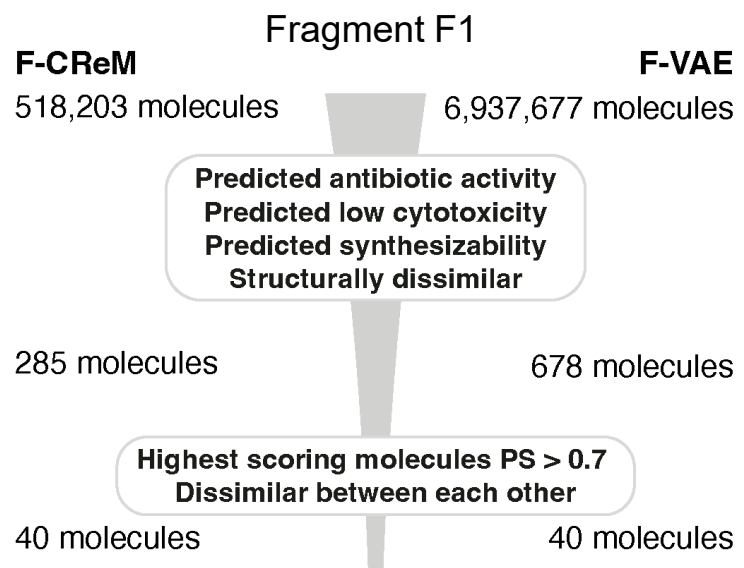 Fragment F1
F-CReM
F-VAE
518,203 molecules
6,937,677 molecules
Predicted antibiotic activity
Predicted low cytotoxicity
Predicted synthesizability
Structurally dissimilar
285 molecules
678 molecules
Highest scoring molecules PS > 0.7
Dissimilar between each other
40 molecules
40 molecules